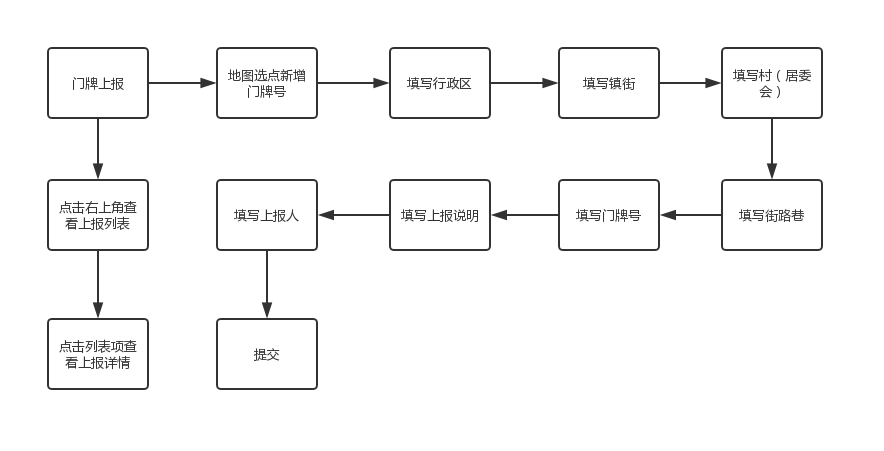 门牌上报
地图选点新增
门牌号
填写行政区
填写镇街
填写村（居委
会）
点击右上角查
看上报列表
填写上报人
填写上报说明
填写门牌号
填写街路巷
点击列表项查
看上报详情
提交